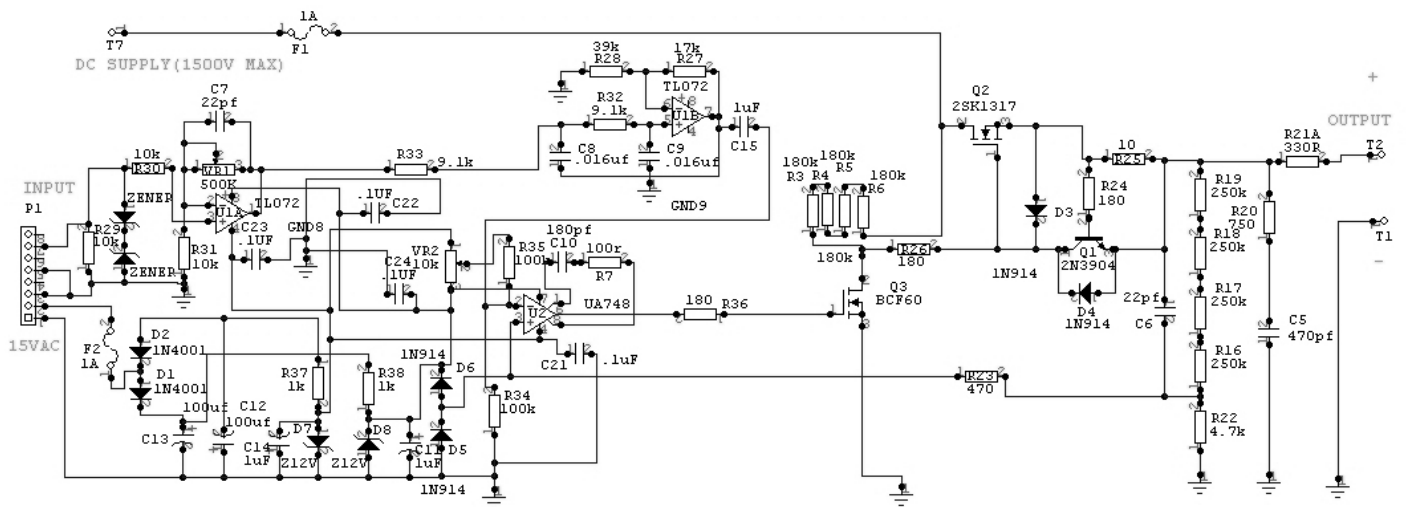 1A
F1
T7
DC SUPPLY(1500V MAX)
C7
22pf
39k
R28
17k
R27
TL072
U1B
1uF
C15
R32
9.1k
C8
.016uf
C9
.016uf
GND9
Q2
2SK1317
+
OUTPUT
T2
R21A
330R
10
R25
10k
R30
VR1
500K
R33
9.1k
INPUT
P1
ZENER
U1A
TL072
.1UF
C22
C23
.1UF
GND8
R29
10k
ZENER
R31
10k
180k
R3
R4
180k
R5
180k
R6
180k
R24
180
D3
R19
250k
R20
750
T1
-
VR2
10k
R35
100k
180pf
C10
100r
R7
C24
.1UF
R26
180
1N914
Q1
2N3904
R18
250k
U2
UA748
180
R36
Q3
BCF60
D4
1N914
22pf
C6
R17
250k
C5
470pf
15VAC
F2
1A
D2
1N4001
D1
1N4001
R37
1k
R38
1k
1N914
D6
C21
.1uF
R23
470
R16
250k
100uf
C13
C12
100uf
C14
1uF
D7
Z12V
D8
Z12V
C11
1uF
D5
1N914
R34
100k
R22
4.7k